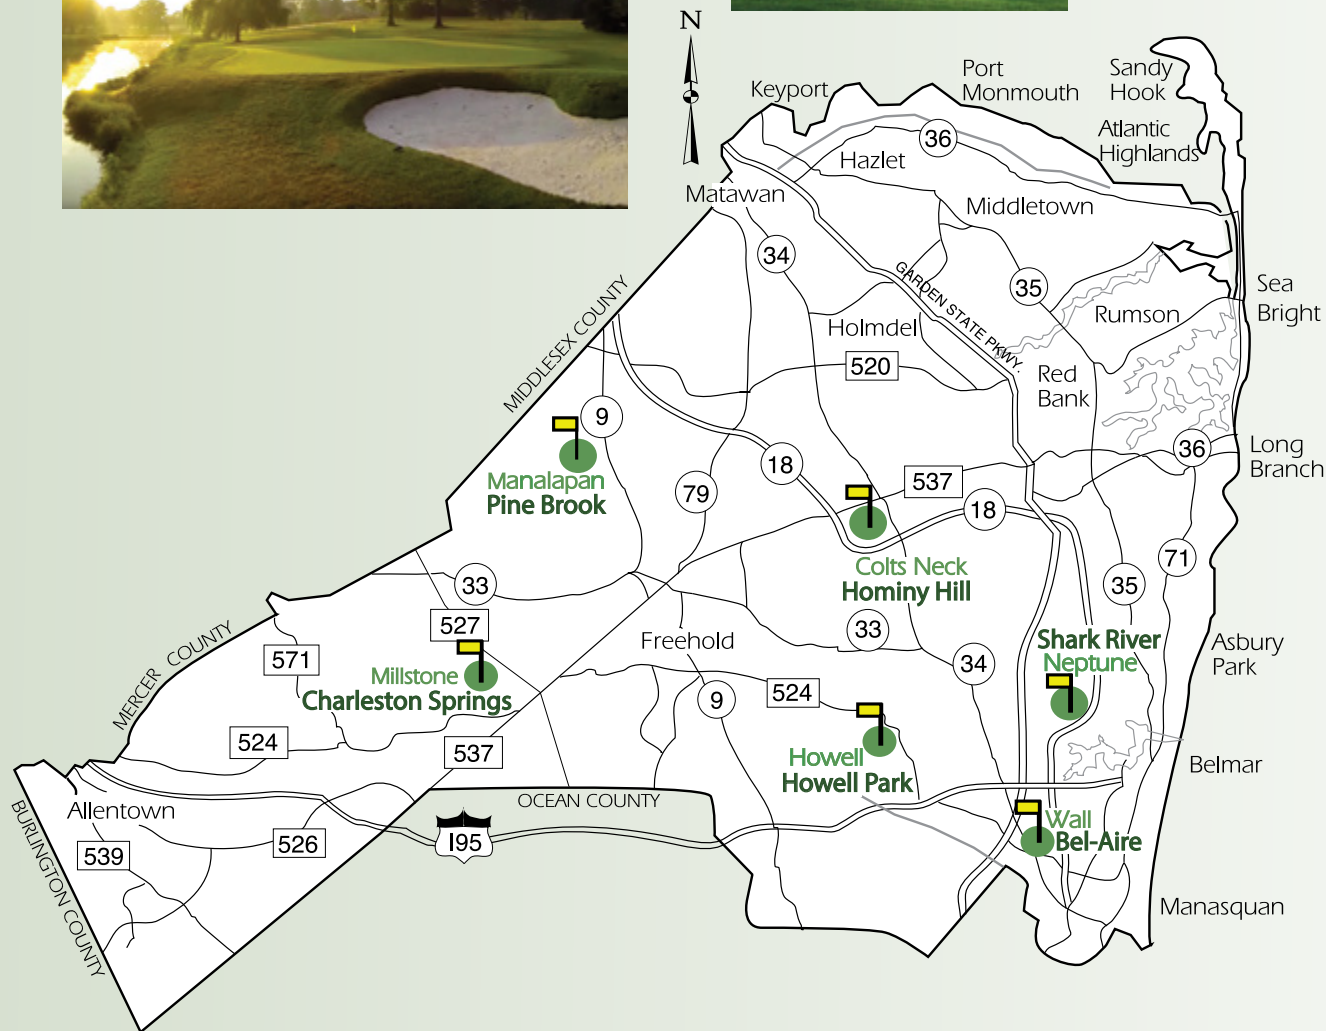 N
Keyport
Port
Monmouth
Sandy
Hook
Atlantic
Highlands
36
Hazlet
Matawan
Middletown
34
GARDEN STATE PKWY.
35
Sea
Bright
Rumson
Holmdel
MIDDLESEX COUNTY
520
Red
Bank
9
36
Long
Branch
18
537
Manalapan
Pine Brook
79
18
71
Colts Neck
Hominy Hill
33
35
527
33
Freehold
Shark River
Neptune
Asbury
Park
MERCER COUNTY
571
Millstone
Charleston Springs
34
524
9
524
537
Howell
Howell Park
Belmar
BURLINGTON COUNTY
Allentown
OCEAN COUNTY
Wall
Bel-Aire
539
526
I95
Manasquan